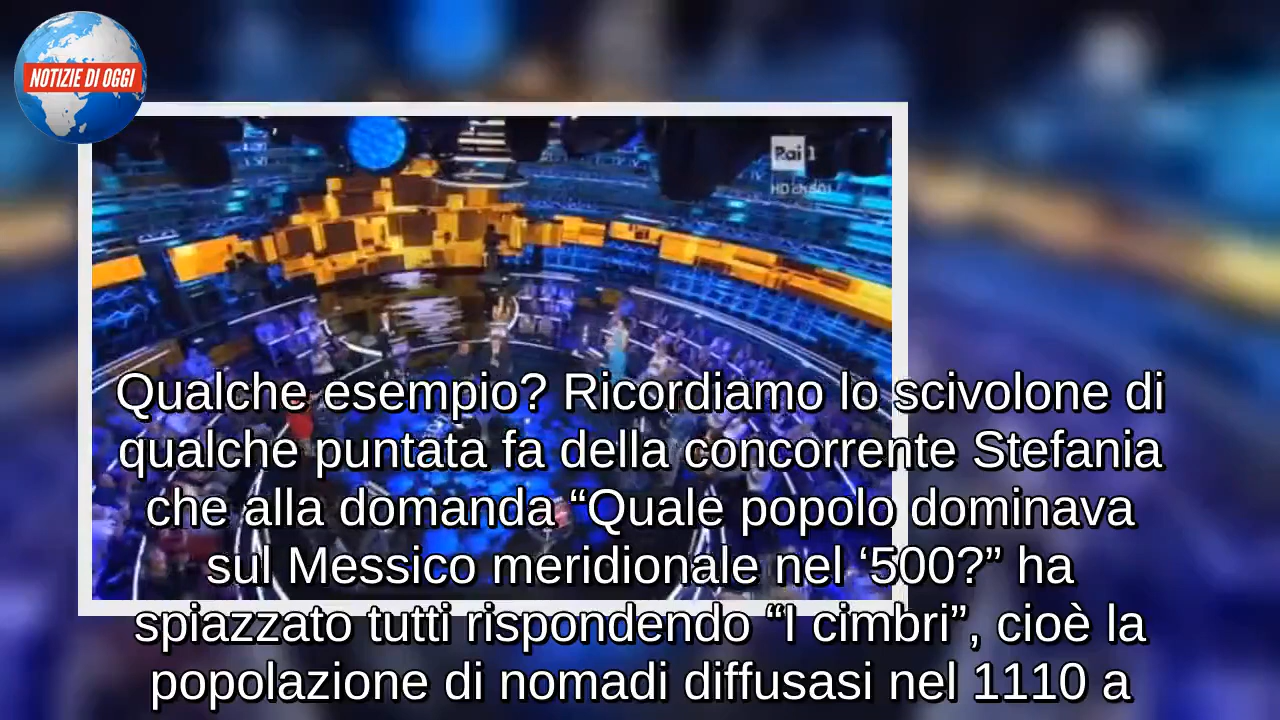 NOTIZIE DI OGGI
Rai 1
Qualche esempio? Ricordiamo lo scivolone di
qualche puntata fa della concorrente Stefania
che alla domanda “Quale popolo dominava
sul Messico meridionale nel ‘500?” ha
spiazzato tutti rispondendo “I cimbri”, cioè la
popolazione di nomadi diffusasi nel 1110 a